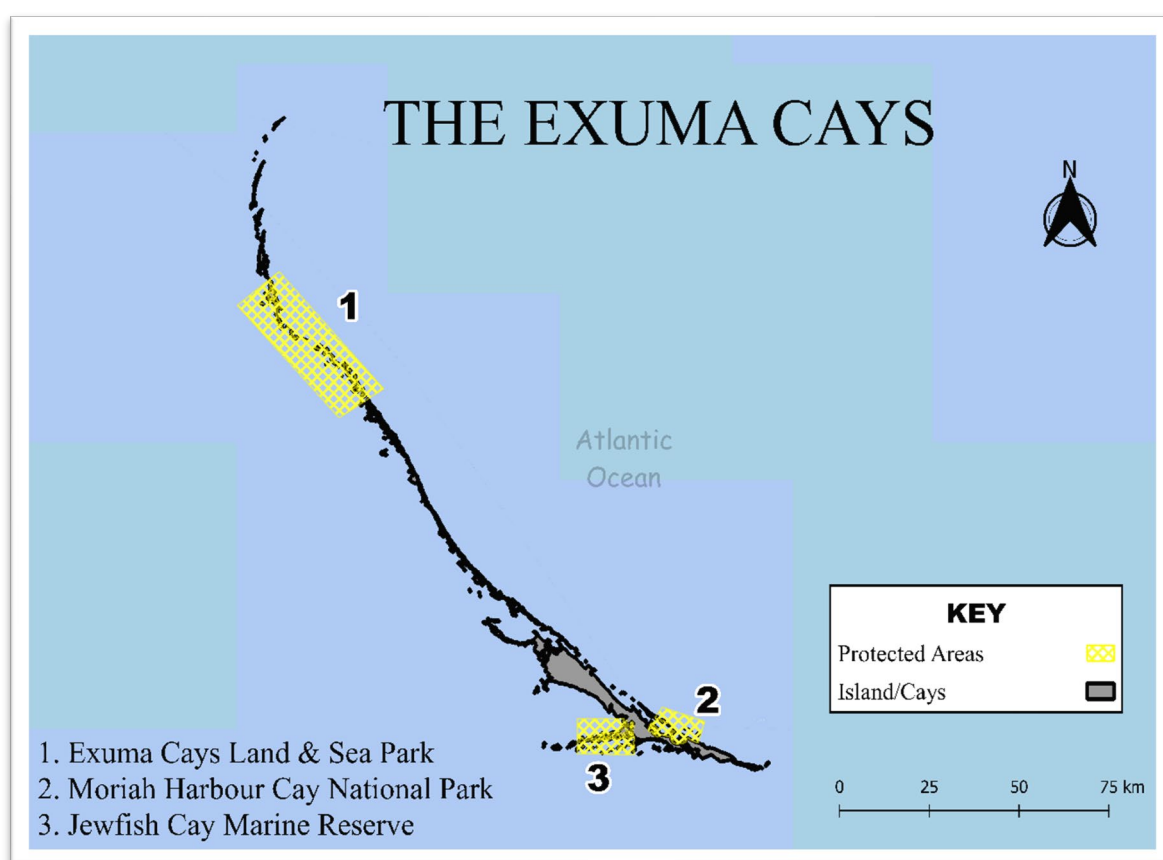 THE EXUMA CAYS
N
1
Atlantic
Ocean
KEY
Protected Areas
Island/Cays
2
3
1. Exuma Cays Land & Sea Park
2. Moriah Harbour Cay National Park
3. Jewfish Cay Marine Reserve
0 25 50 75 km